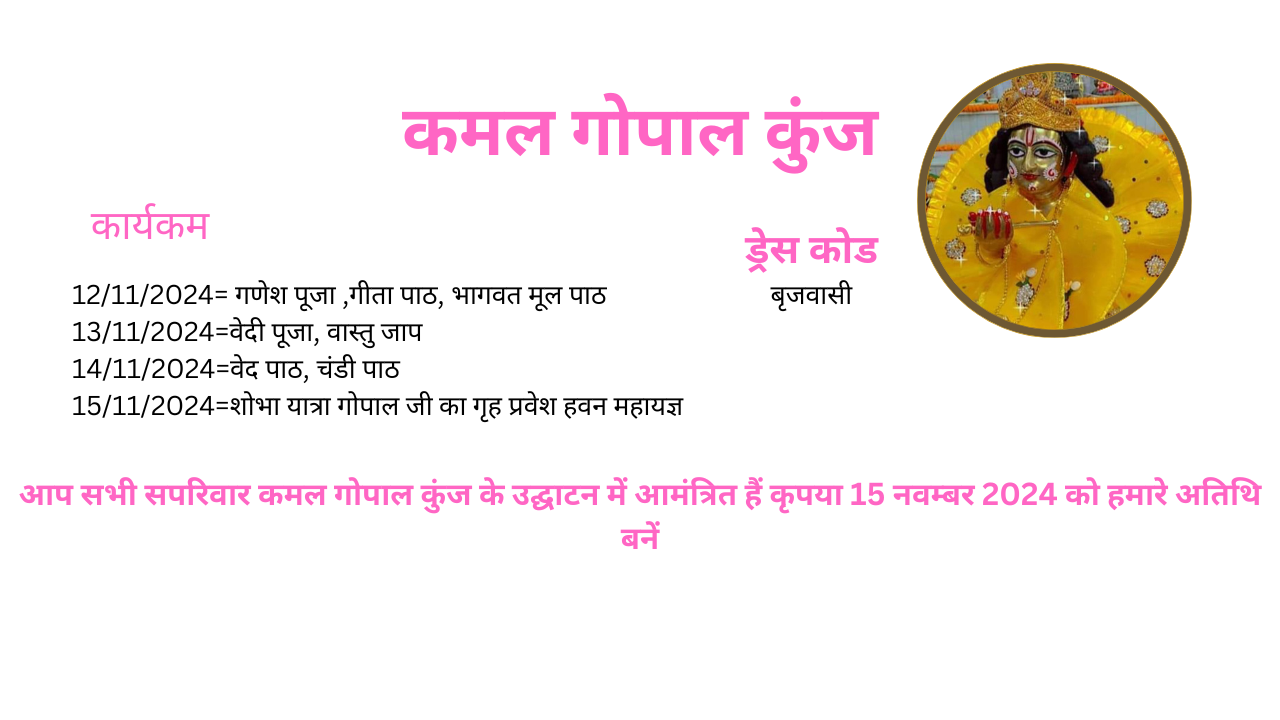 कमल गोपाल कुंज
कार्यकम
ड्रेस कोड
12/11/2024= गणेश पूजा ,गीता पाठ, भागवत मूल पाठ
बृजवासी
13/11/2024=वेदी पूजा, वास्तु जाप
14/11/2024=वेद पाठ, चंडी पाठ
15/11/2024=शोभा यात्रा गोपाल जी का गृह प्रवेश हवन महायज्ञ
आप सभी सपरिवार कमल गोपाल कुंज के उद्घाटन में आमंत्रित हैं कृपया 15 नवम्बर 2024 को हमारे अतिथि
बनें